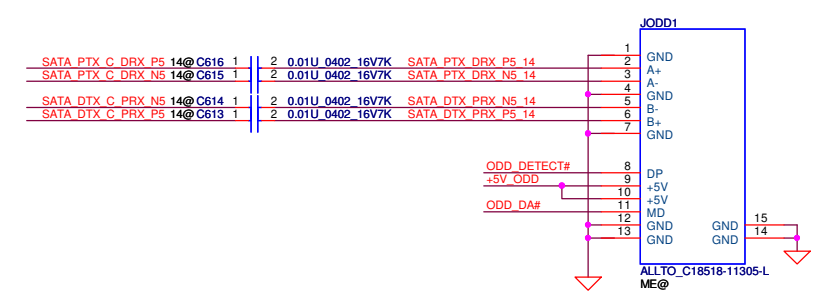 JODD1
1 GND
SATA_PTX_C_DRX_P5 14@ C616 1 2 0.01U_0402_16V7K SATA_PTX_DRX_P5_14 2 A+
SATA_PTX_C_DRX_N5 14@ C615 1 2 0.01U_0402_16V7K SATA_PTX_DRX_N5_14 3 A-
4 GND
SATA_DTX_C_PRX_N5 14@ C614 1 2 0.01U_0402_16V7K SATA_DTX_PRX_N5_14 5 B-
SATA_DTX_C_PRX_P5 14@ C613 1 2 0.01U_0402_16V7K SATA_DTX_PRX_P5_14 6 B+
7 GND
ODD_DETECT# 8 DP
+5V_ODD 9 +5V
10 +5V
ODD_DA# 11 MD
12 GND GND 15
13 GND GND 14
ALLTO_C18518-11305-L
ME@